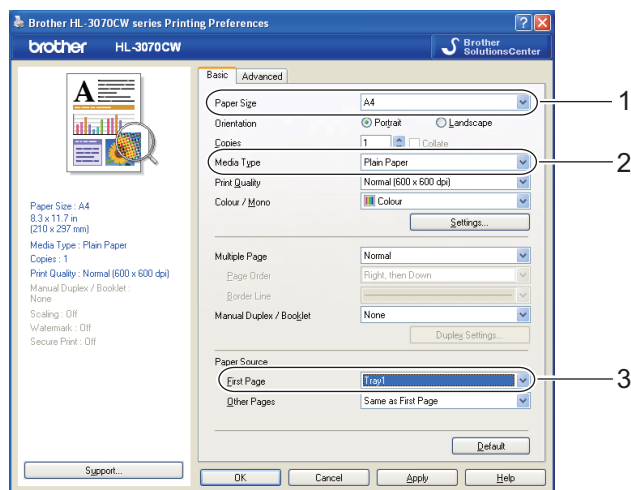 Brother HL-3070CW series Printing Preferences
brother HL-3070CW
Brother SolutionsCenter
Basic Advanced
Paper Size A4 1
Orientation Portrait Landscape
Copies 1 Collate
Media Type Plain Paper 2
Print Quality Normal (600 x 600 dpi)
Colour / Mono Colour
Settings...
Multiple Page Normal
Page Order Right, then Down
Border Line
Manual Duplex / Booklet None
Duplex Settings...
Paper Source
First Page Tray1 3
Other Pages Same as First Page
Default
Paper Size : A4
8.3 x 11.7 in
(210 x 297 mm)
Media Type : Plain Paper
Copies : 1
Print Quality : Normal (600 x 600 dpi)
Manual Duplex / Booklet :
None
Scaling : Off
Watermark : Off
Secure Print : Off
Support...
OK Cancel Apply Help